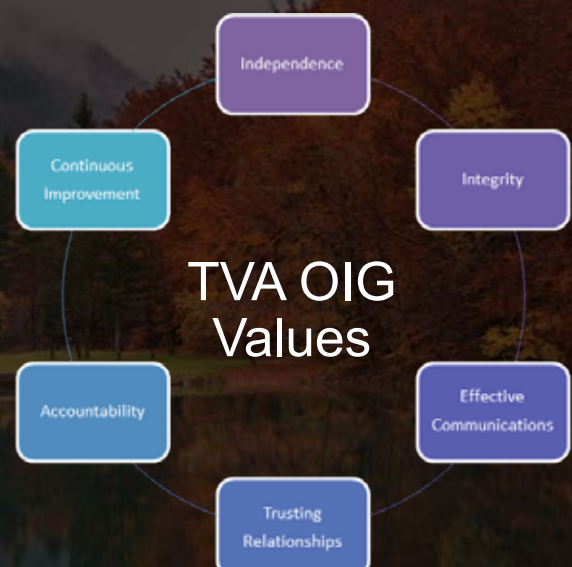 Independence
Integrity
Effective
Communications
Trusting
Relationships
Accountability
Continuous
Improvement
TVA OIG
Values